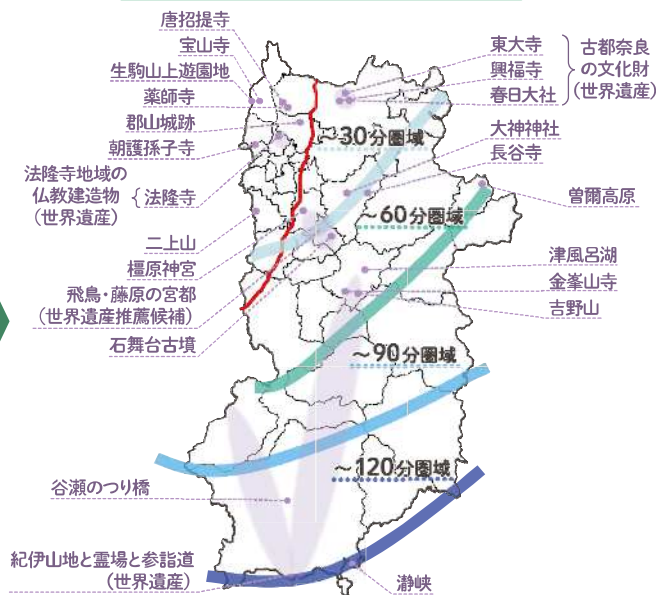 唐招提寺
宝山寺
生駒山上遊園地
薬師寺
郡山城跡
朝護孫子寺
法隆寺地域の
仏教建造物
(世界遺産)
{法隆寺
二上山
橿原神宮
飛鳥・藤原の宮都
(世界遺産推薦候補)
石舞台古墳
谷瀬のつり橋
紀伊山地と霊場と参詣道
(世界遺産)
東大寺
興福寺
春日大社
古都奈良
の文化財
(世界遺産)
大神神社
長谷寺
曽爾高原
津風呂湖
金峯山寺
吉野山
瀞峡
~30分圏域
~60分圏域
~90分圏域
~120分圏域